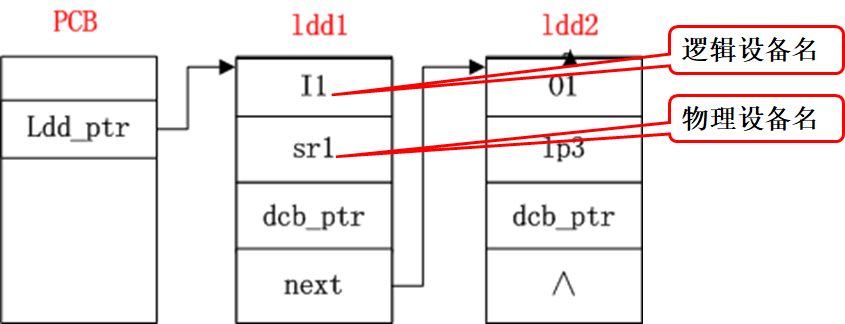 PCB
ldd1
ldd2
逻辑设备名
I1
O1
物理设备名
Ldd_ptr
sr1
lp3
dcb_ptr
dcb_ptr
next
∧